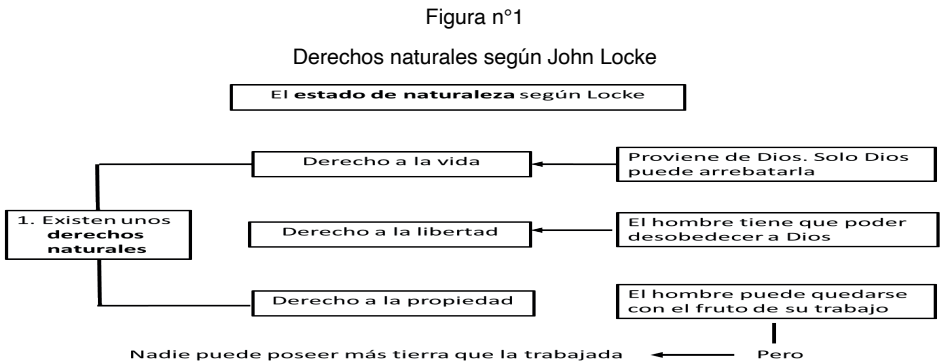 Figura n°1
Derechos naturales según John Locke
El estado de naturaleza según Locke
Derecho a la vida
Proviene de Dios. Solo Dios
puede arrebatarla
1. Existen unos
derechos
naturales
Derecho a la libertad
El hombre tiene que poder
desobedecer a Dios
Derecho a la propiedad
El hombre puede quedarse
con el fruto de su trabajo
Nadie puede poseer más tierra que la trabajada
Pero